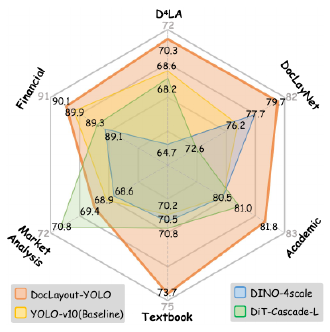 D⁴LA
72
70.3
68.6
68.2
Financial
DocLayNet
91
90.1
89.9
89.3
89.1
79.7
82
77.7
76.2
64.7
72.6
68.6
68.9
69.4
70.2
70.5
70.8
80.5
81.0
81.8
72
70.8
83
Market
Analysis
Academic
73.7
75
Textbook
DocLayout-YOLO
YOLO-v10(Baseline)
DINO-4scale
DiT-Cascade-L